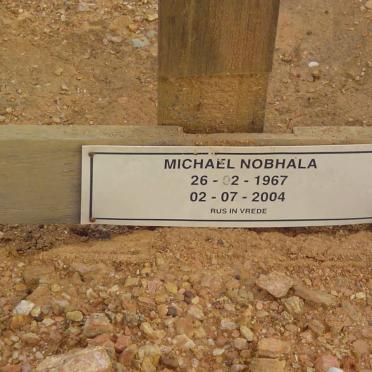 MICHAEL NOBHALA
26 - 02 - 1967
02 - 07 - 2004
RUS IN VREDE